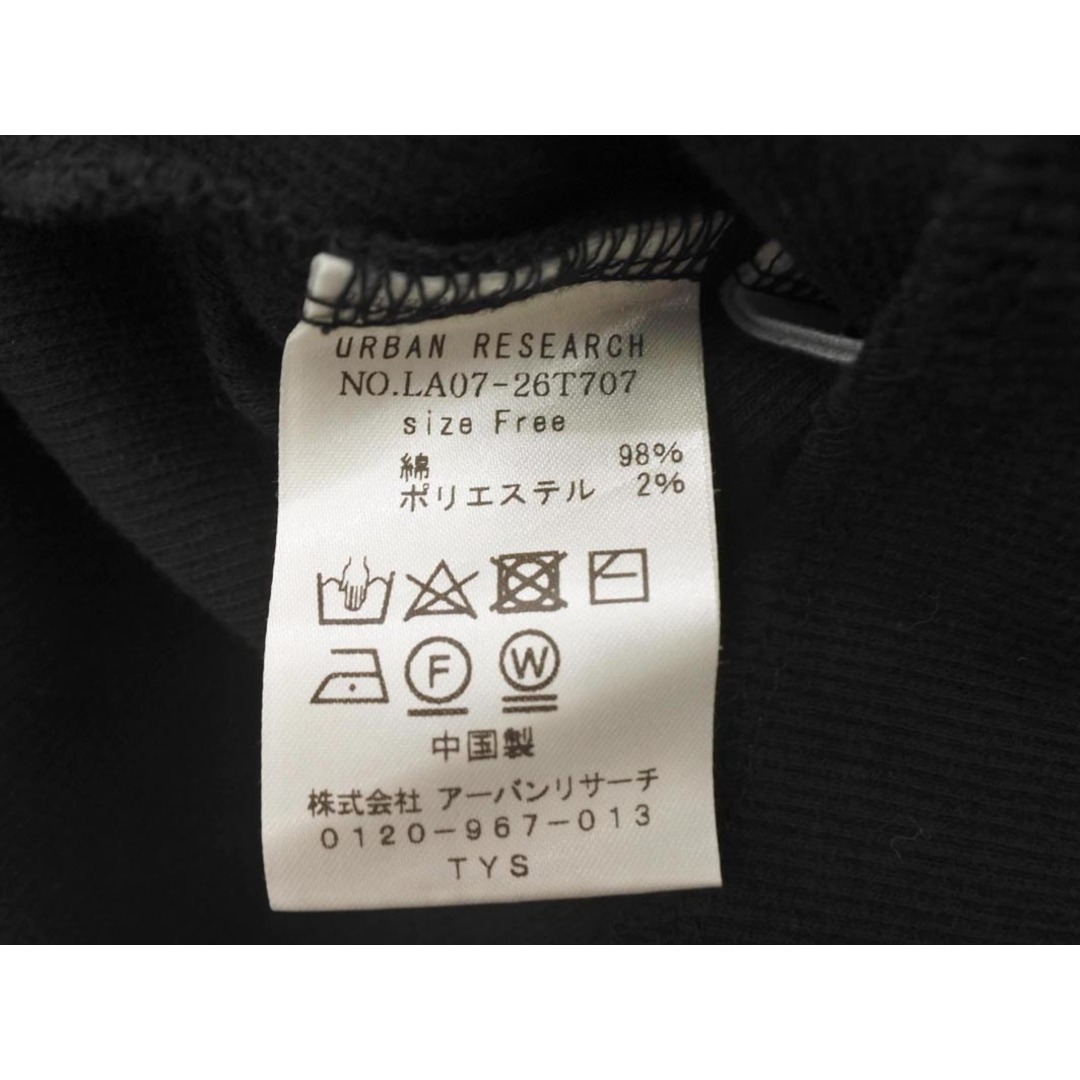 URBAN RESEARCH
NO.LA07-26T707
size Free
綿 98%
ポリエステル 2%
F W
中国製
株式会社 アーバンリサーチ
0120-967-013
TYS